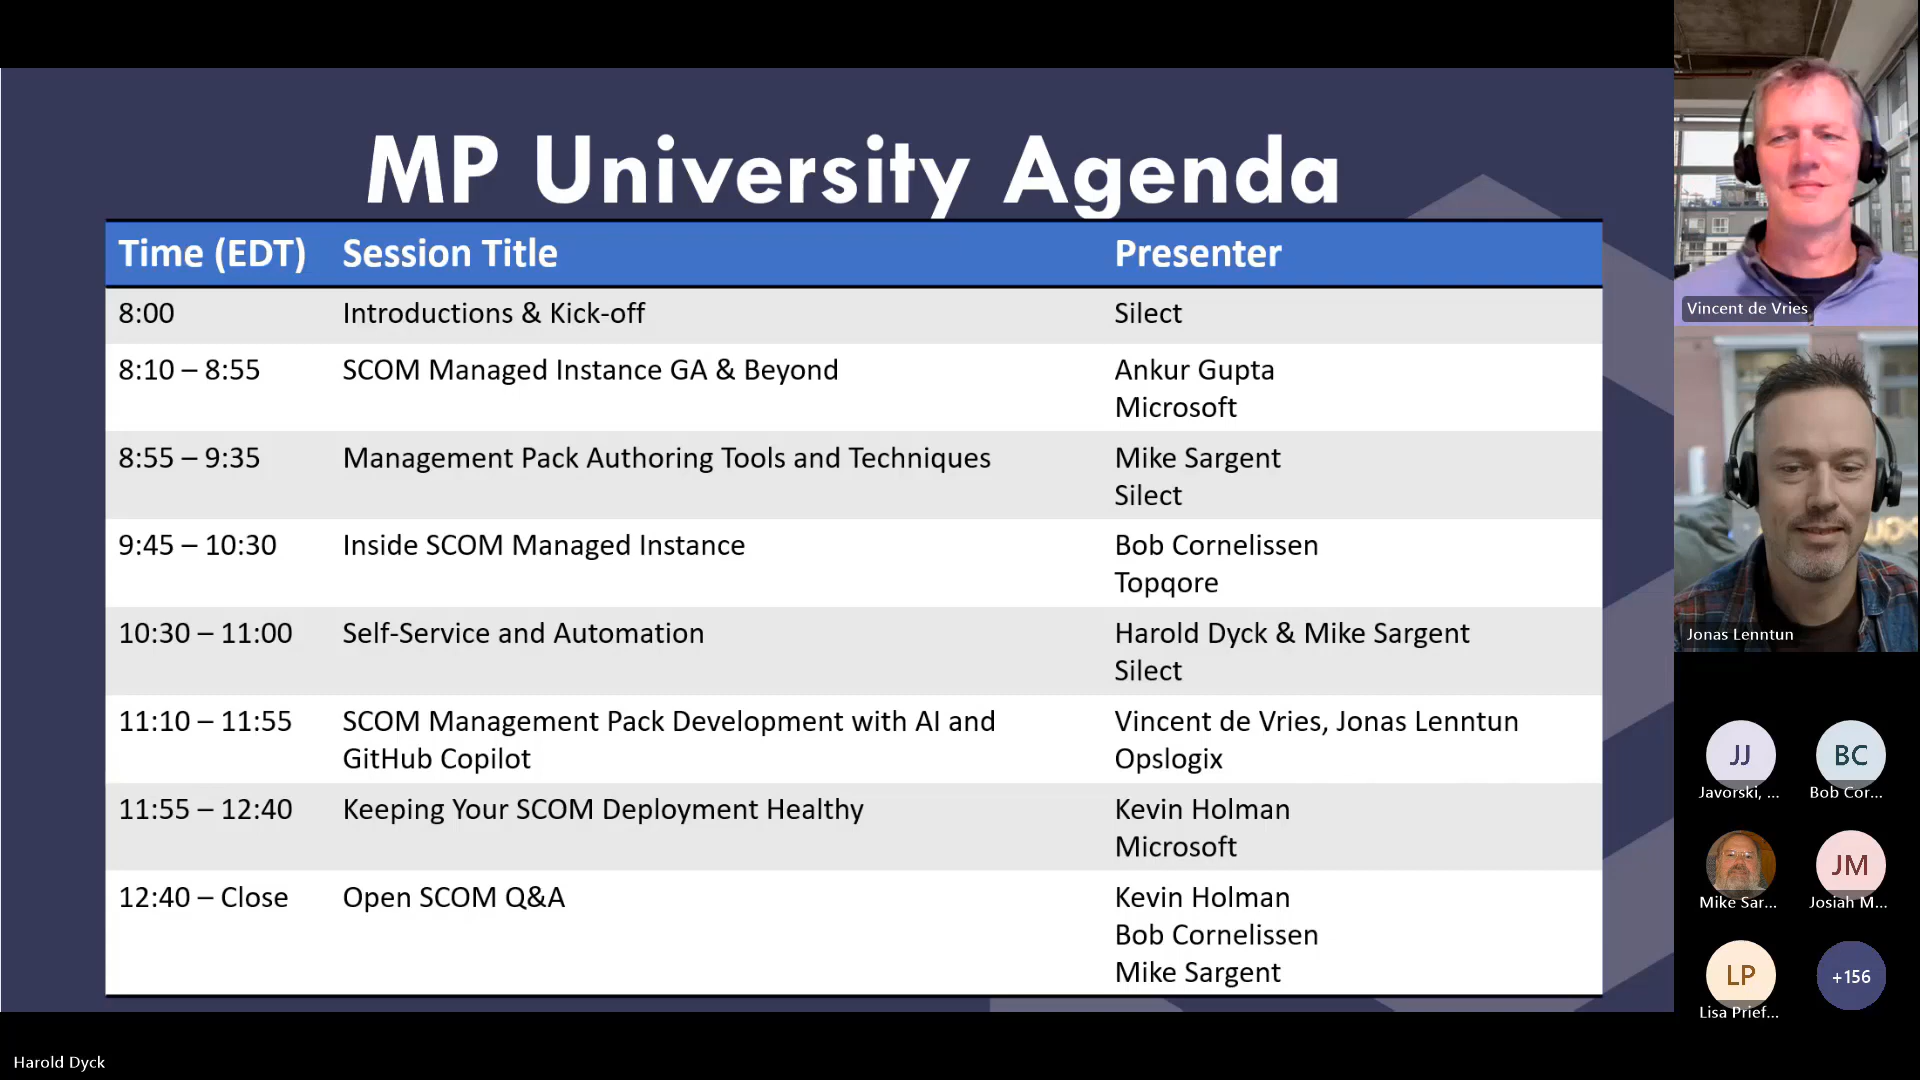 MP University Agenda
Time (EDT) Session Title Presenter
8:00 Introductions & Kick-off Silect
8:10 – 8:55 SCOM Managed Instance GA & Beyond Ankur Gupta
Microsoft
8:55 – 9:35 Management Pack Authoring Tools and Techniques Mike Sargent
Silect
9:45 – 10:30 Inside SCOM Managed Instance Bob Cornelissen
Topqore
10:30 – 11:00 Self-Service and Automation Harold Dyck & Mike Sargent
Silect
11:10 – 11:55 SCOM Management Pack Development with AI and Vincent de Vries, Jonas Lenntun
GitHub Copilot Opslogix
11:55 – 12:40 Keeping Your SCOM Deployment Healthy Kevin Holman
Microsoft
12:40 – Close Open SCOM Q&A Kevin Holman
Bob Cornelissen
Mike Sargent
Vincent de Vries
Jonas Lenntun
JJ BC
Javorski, ... Bob Cor...
JM
Mike Sar... Josiah M...
LP +156
Lisa Prief...
Harold Dyck